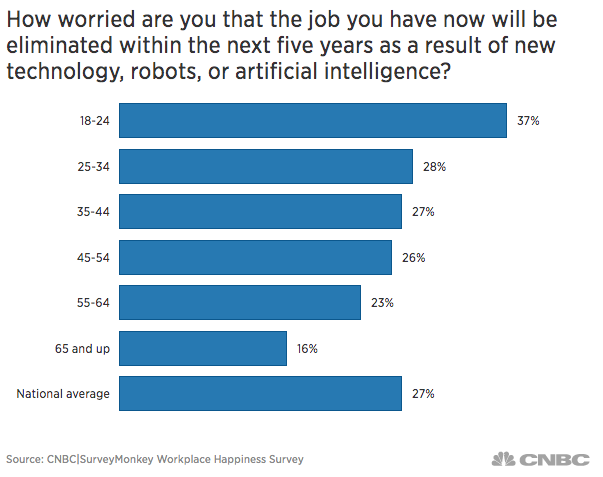 How worried are you that the job you have now will be
eliminated within the next five years as a result of new
technology, robots, or artificial intelligence?
18-24 37%
25-34 28%
35-44 27%
45-54 26%
55-64 23%
65 and up 16%
National average 27%
Source: CNBC|SurveyMonkey Workplace Happiness Survey
CNBC